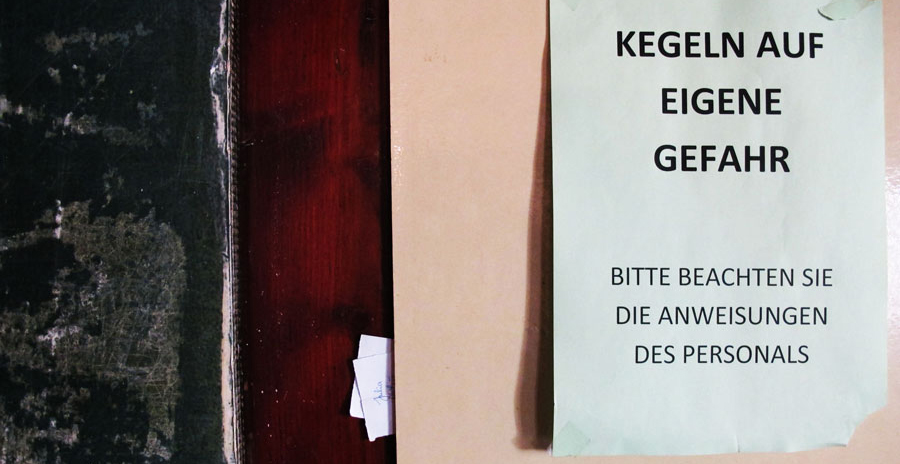 KEGELN AUF
EIGENE
GEFAHR
BITTE BEACHTEN SIE
DIE ANWEISUNGEN
DES PERSONALS